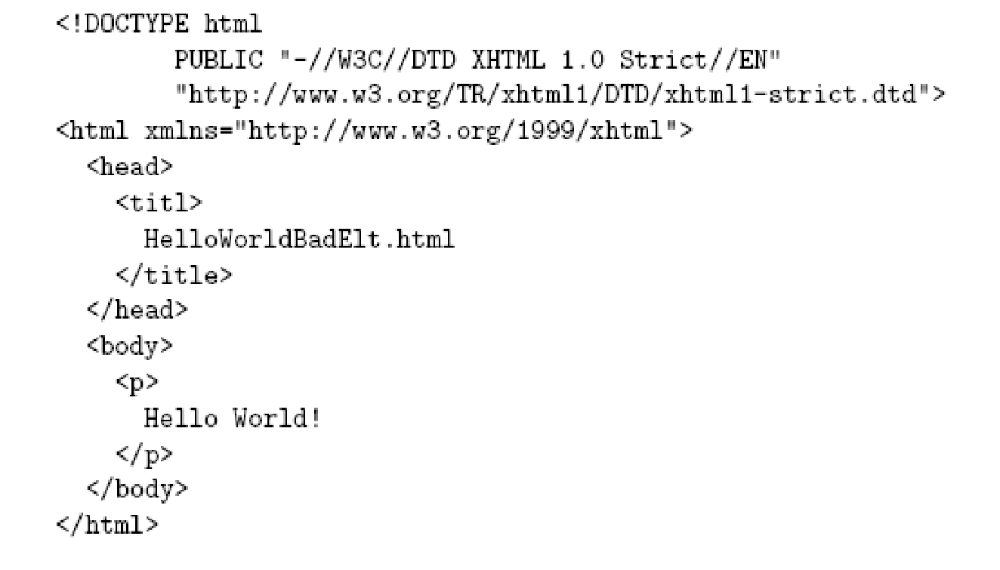 <!DOCTYPE html
PUBLIC "-//W3C//DTD XHTML 1.0 Strict//EN"
"http://www.w3.org/TR/xhtml1/DTD/xhtml1-strict.dtd">
<html xmlns="http://www.w3.org/1999/xhtml">
<head>
<titl>
HelloWorldBadElt.html
</title>
</head>
<body>
<p>
Hello World!
</p>
</body>
</html>